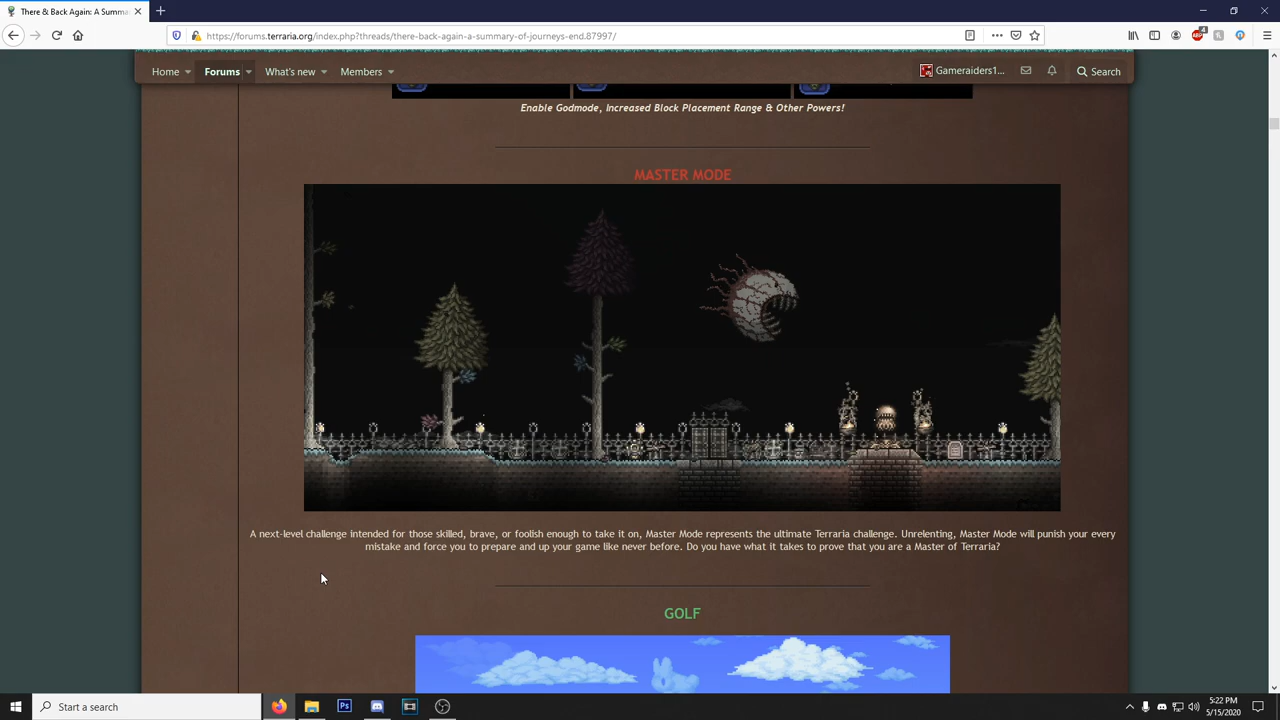 There & Back Again: A Summa
https://forums.terraria.org/index.php?threads/there-back-again-a-summary-of-journeys-end.87997/
Home
Forums
What's new
Members
Gameraiders1...
Search
Enable Godmode, Increased Block Placement Range & Other Powers!
MASTER MODE
A next-level challenge intended for those skilled, brave, or foolish enough to take it on, Master Mode represents the ultimate Terraria challenge. Unrelenting, Master Mode will punish your every
mistake and force you to prepare and up your game like never before. Do you have what it takes to prove that you are a Master of Terraria?
GOLF
Start a search
Ps
5:22 PM
5/15/2020